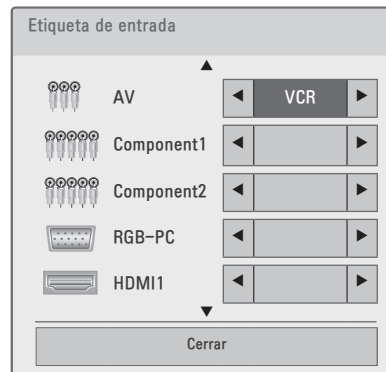 Etiqueta de entrada
AV
VCR
Component1
Component2
RGB-PC
HDMI1
Cerrar